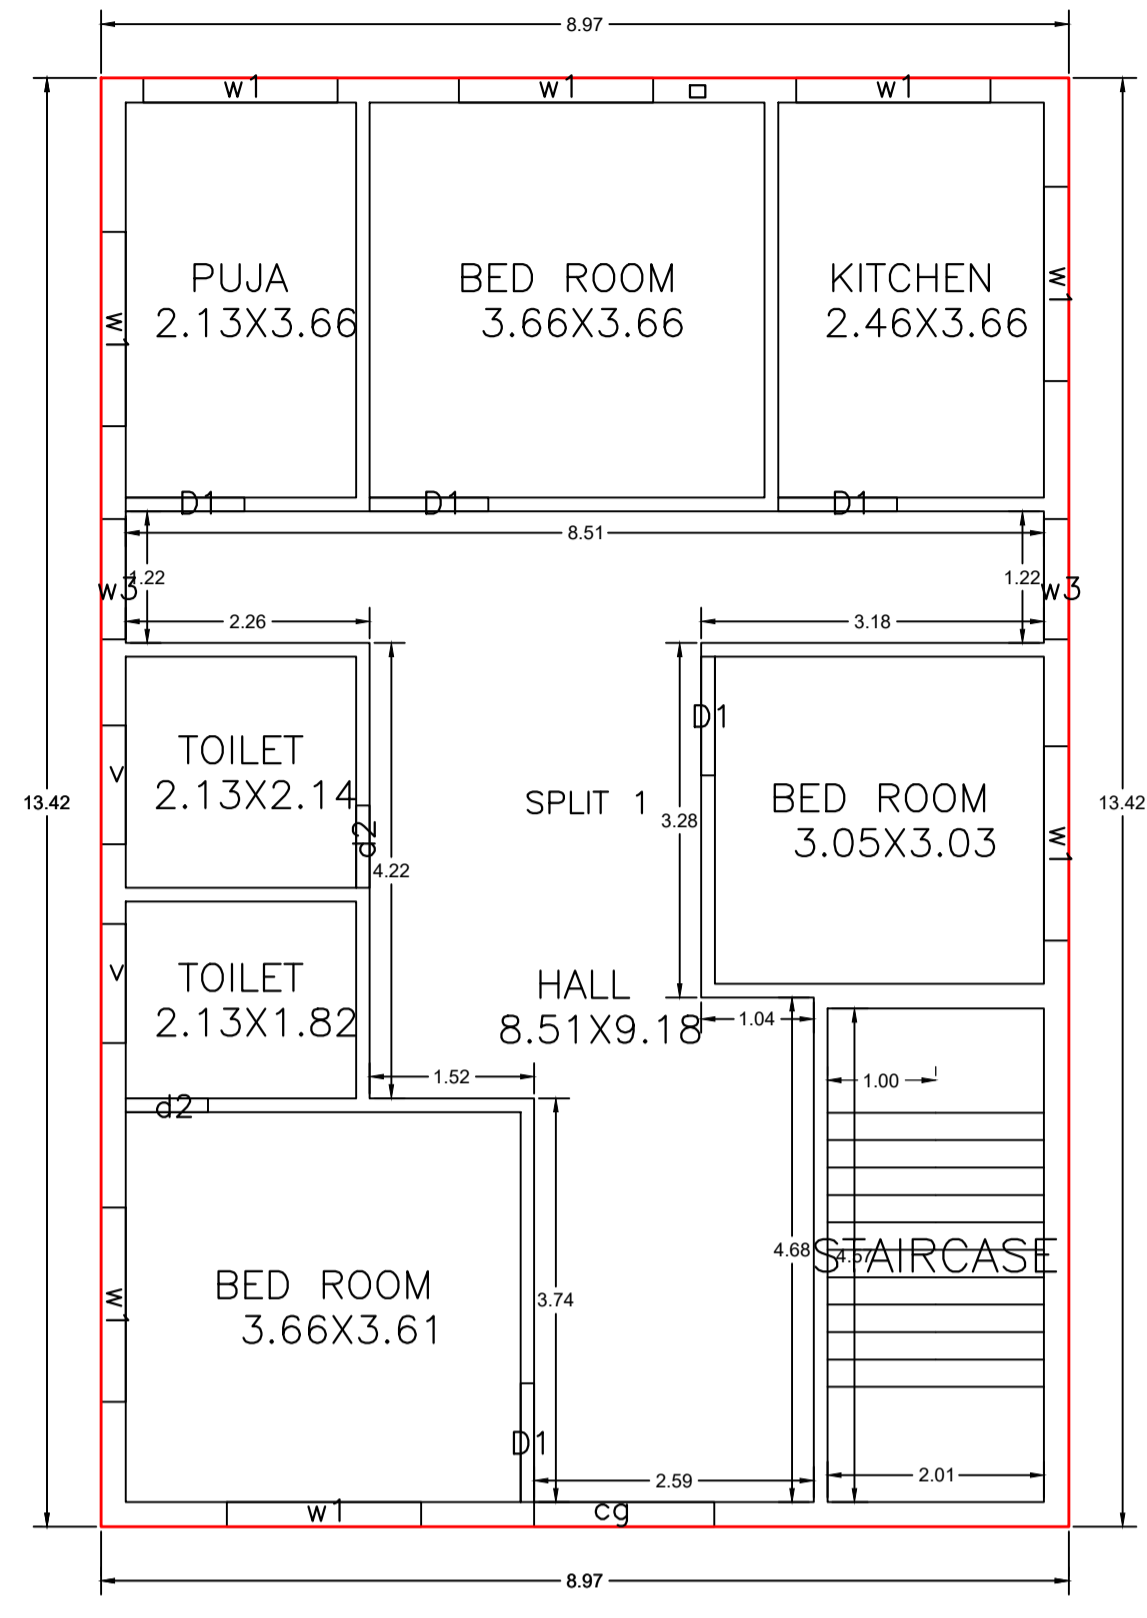 8.97
w1 w1 w1
PUJA
2.13X3.66
BED ROOM
3.66X3.66
KITCHEN
2.46X3.66
w1
w1
D1 D1 D1
8.51
w3
1.22
1.22
w3
2.26
3.18
D1
TOILET
2.13X2.14
d2
v
SPLIT 1
3.28
BED ROOM
3.05X3.03
w1
13.42
13.42
4.22
v
TOILET
2.13X1.82
HALL
8.51X9.18
1.04
1.52
1.00
d2
4.68
4.57
STAIRCASE
BED ROOM
3.66X3.61
w1
3.74
D1
2.59
2.01
w1
cg
8.97